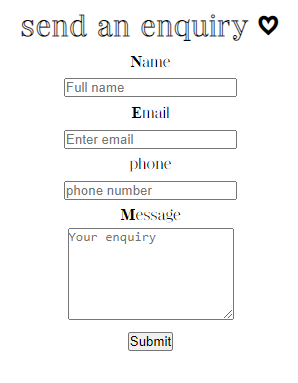 send an enquiry ♡
Name
Full name
Email
Enter email
phone
phone number
Message
Your enquiry
Submit